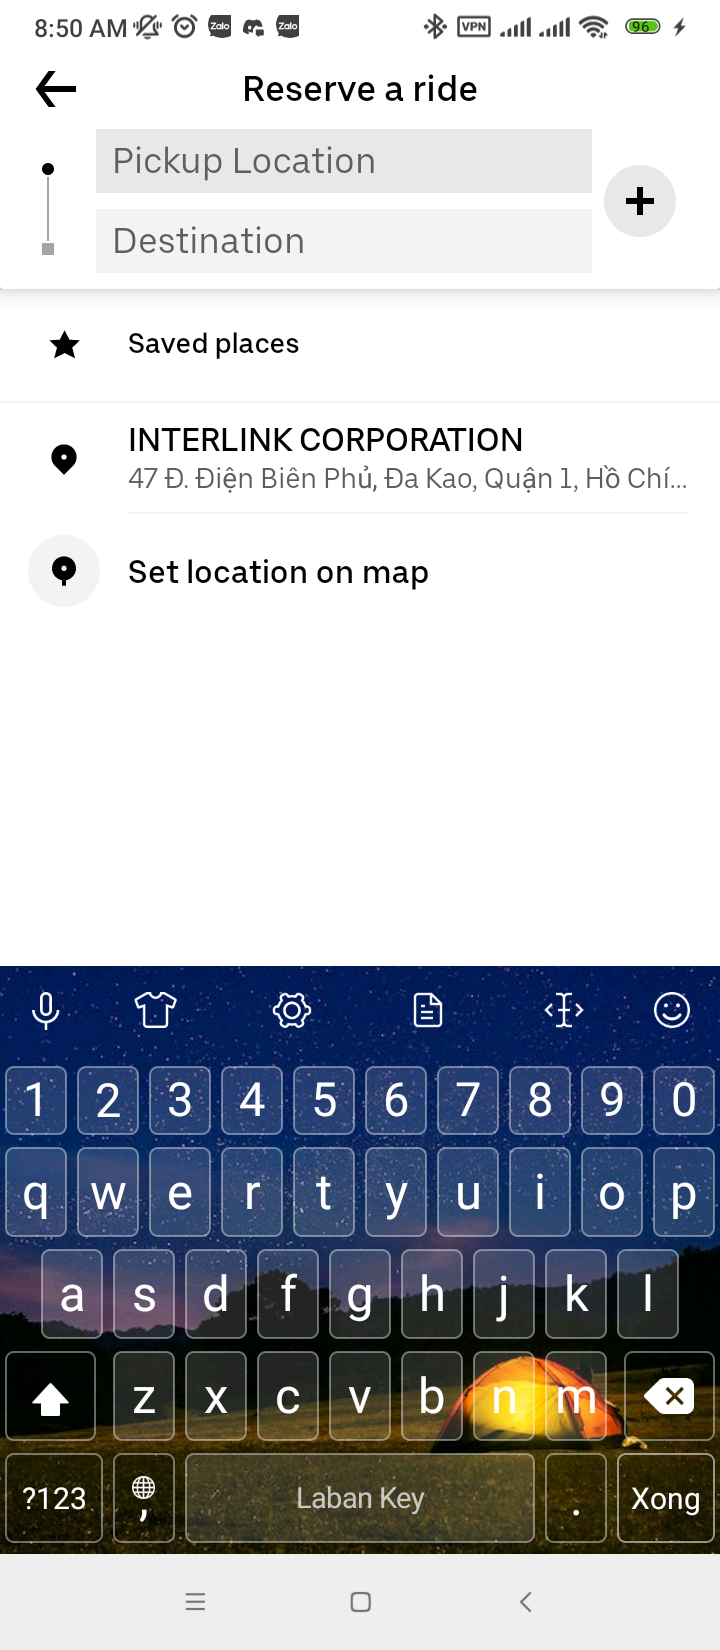 8:50 AM Zalo Zalo VPN 96
Reserve a ride
Pickup Location
Destination
Saved places
INTERLINK CORPORATION
47 Đ. Điện Biên Phủ, Đa Kao, Quận 1, Hồ Chí...
Set location on map
1 2 3 4 5 6 7 8 9 0
q w e r t y u i o p
a s d f g h j k l
z x c v b n m
?123 , Laban Key . Xong